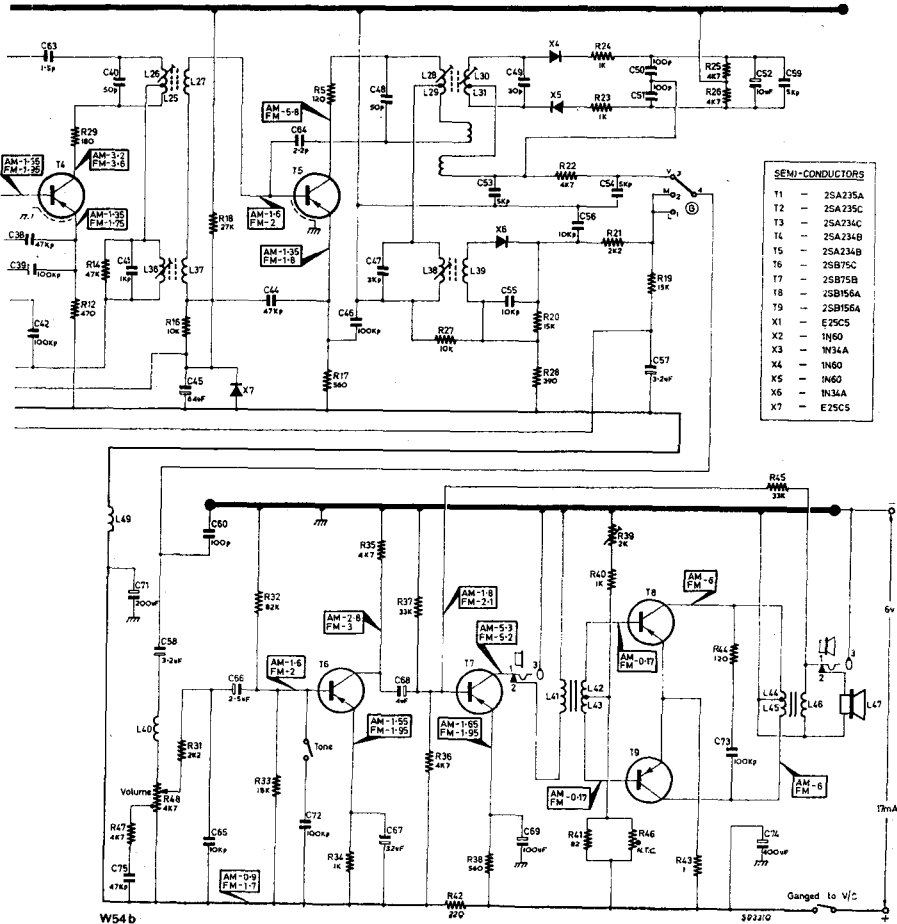 C63
1·5p
C40
50p
L26
L25
L27
R29
180
AM-1·55
FM-1·95
T4
AM-3·2
FM-3·6
AM-1·35
FM-1·75
C38
47Kp
C39
100Kp
R14
47K
C41
1Kp
L36
L37
R12
470
C42
100Kp
R16
10K
C45
64uF
X7
R18
27K
C44
47Kp
R5
120
AM-5·8
C64
2·2p
T5
AM-1·6
FM-2
AM-1·35
FM-1·8
C48
50p
L28
L29
L30
L31
C49
30p
X4
R24
1K
X5
R23
1K
C50
100p
C51
100p
R25
4K7
R26
4K7
C52
10uF
C59
5Kp
R22
4K7
C53
5Kp
C54
5Kp
V 3
M 2
L 1
4
B
C56
10Kp
R21
2K2
X6
C47
3Kp
L38
L39
C46
100Kp
C55
10Kp
R20
15K
R27
10K
R28
390
R17
560
R19
15K
C57
3·2uF
SEMI-CONDUCTORS
T1 – 2SA235A
T2 – 2SA235C
T3 – 2SA234C
T4 – 2SA234B
T5 – 2SA234B
T6 – 2SB75C
T7 – 2SB75B
T8 – 2SB156A
T9 – 2SB156A
X1 – E25C5
X2 – 1N60
X3 – 1N34A
X4 – 1N60
X5 – 1N60
X6 – 1N34A
X7 – E25C5
L49
C71
200uF
C60
100p
C58
3·2uF
L40
Volume
R48
4K7
R47
4K7
C75
47Kp
R31
2K2
C65
10Kp
C66
2·5uF
R32
82K
R33
18K
AM-1·6
FM-2
T6
Tone
C72
100Kp
AM-0·9
FM-1·7
R34
1K
C67
32uF
AM-1·55
FM-1·95
R35
4K7
AM-2·8
FM-3
R37
33K
C68
4uF
R36
4K7
AM-1·8
FM-2·1
AM-5·3
FM-5·2
T7
AM-1·65
FM-1·95
R38
560
C69
100uF
R42
220
1
2
3
L41
L42
L43
R39
2K
R40
1K
AM
FM-0·17
AM
FM-0·17
T8
T9
AM
FM-6
R41
82
R46
N.T.C.
R43
1
R44
120
C73
100Kp
L44
L45
L46
AM
FM-6
C74
400uF
R45
33K
1
2
3
L47
–
6v
17mA
+
Ganged to V/C
SD3310
W54b